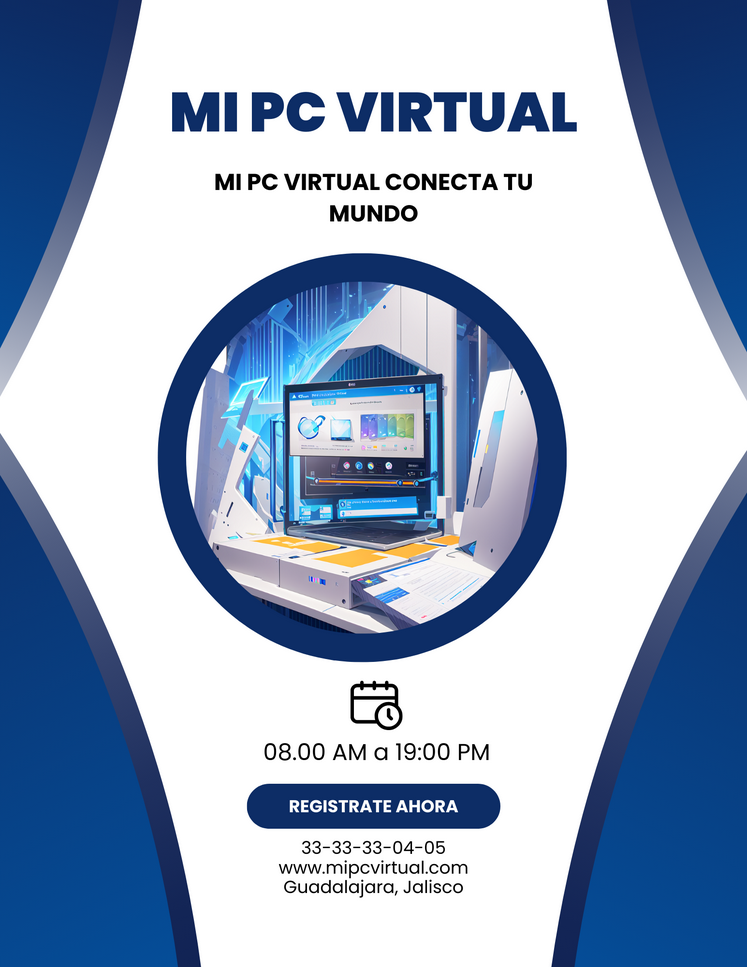 MI PC VIRTUAL
MI PC VIRTUAL CONECTA TU
MUNDO
08.00 AM a 19:00 PM
REGISTRATE AHORA
33-33-33-04-05
www.mipcvirtual.com
Guadalajara, Jalisco